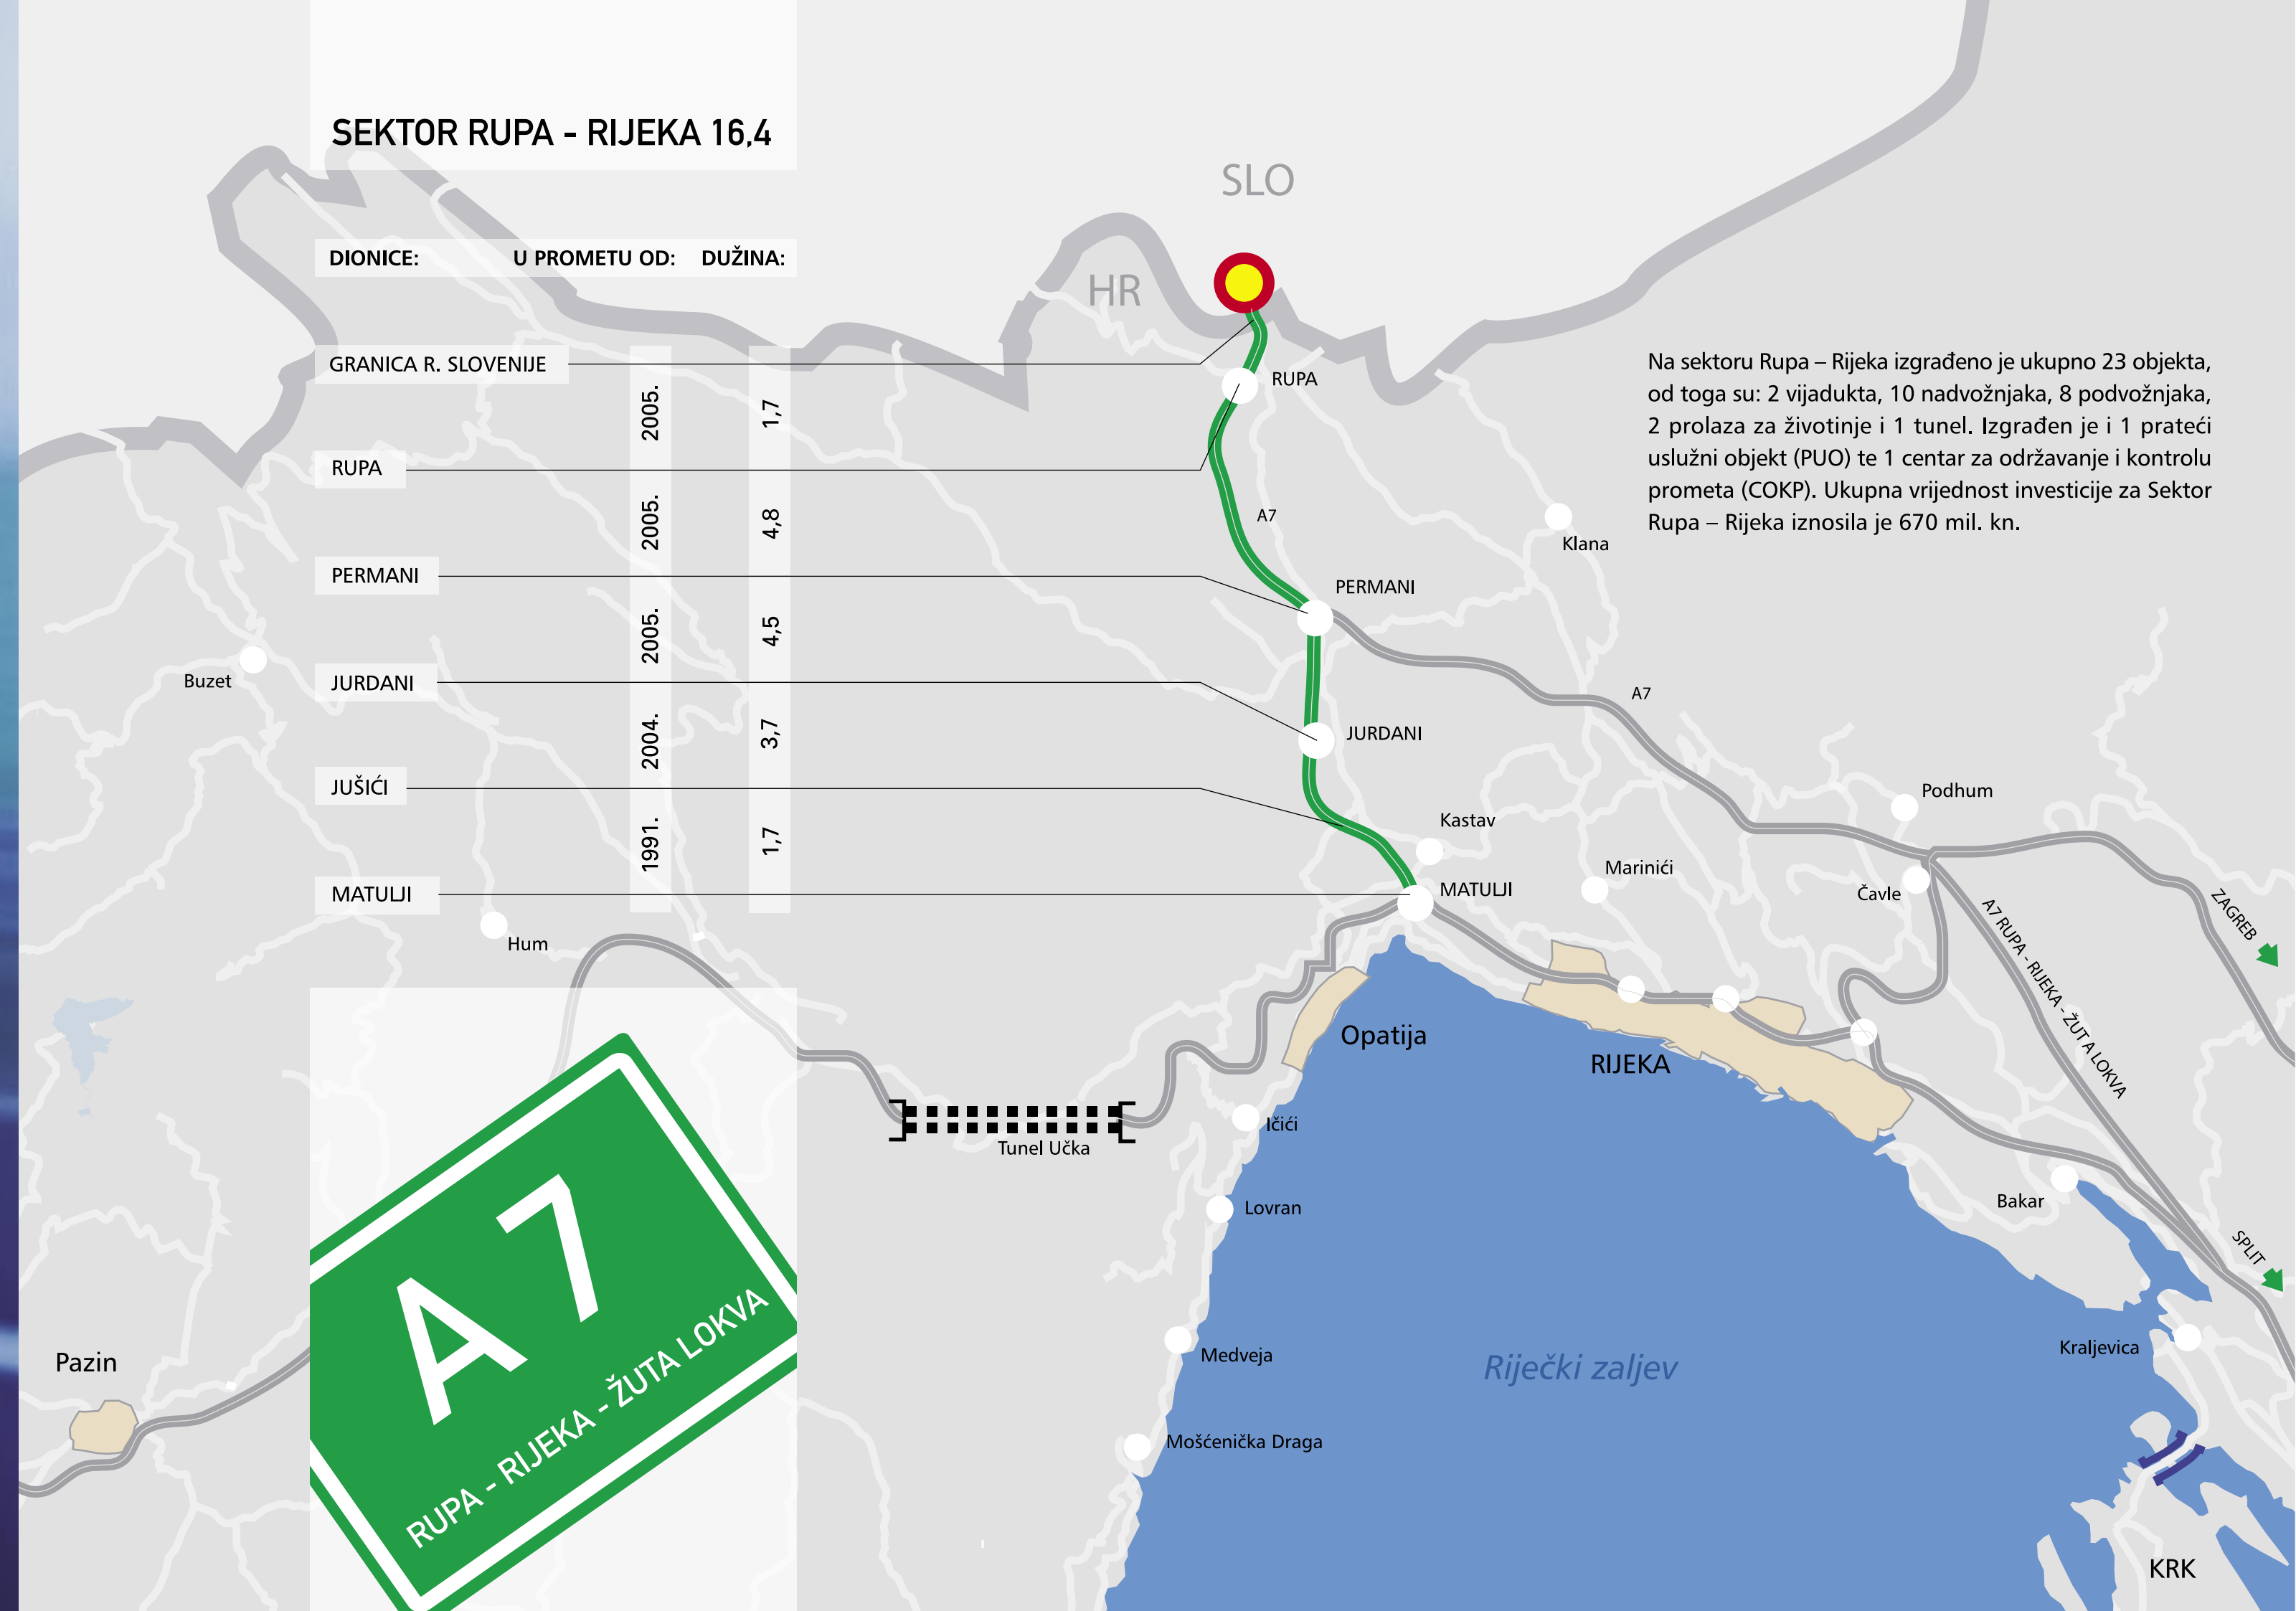 SEKTOR RUPA - RIJEKA 16,4
DIONICE: U PROMETU OD: DUŽINA:
GRANICA R. SLOVENIJE
2005. 1,7
RUPA
2005. 4,8
PERMANI
2005. 4,5
JURDANI
2004. 3,7
JUŠIĆI
1991. 1,7
MATULJI
SLO
HR
RUPA
A7
PERMANI
JURDANI
Kastav
MATULJI
Na sektoru Rupa – Rijeka izgrađeno je ukupno 23 objekta,
od toga su: 2 vijadukta, 10 nadvožnjaka, 8 podvožnjaka,
2 prolaza za životinje i 1 tunel. Izgrađen je i 1 prateći
uslužni objekt (PUO) te 1 centar za održavanje i kontrolu
prometa (COKP). Ukupna vrijednost investicije za Sektor
Rupa – Rijeka iznosila je 670 mil. kn.
Klana
A7
Podhum
Marinići
Čavle
ZAGREB
A7 RUPA - RIJEKA - ŽUTA LOKVA
SPLIT
Buzet
Hum
Opatija
RIJEKA
Tunel Učka
Ičići
Lovran
Bakar
Medveja
Riječki zaljev
Kraljevica
Mošćenička Draga
KRK
Pazin
A 7
RUPA - RIJEKA - ŽUTA LOKVA